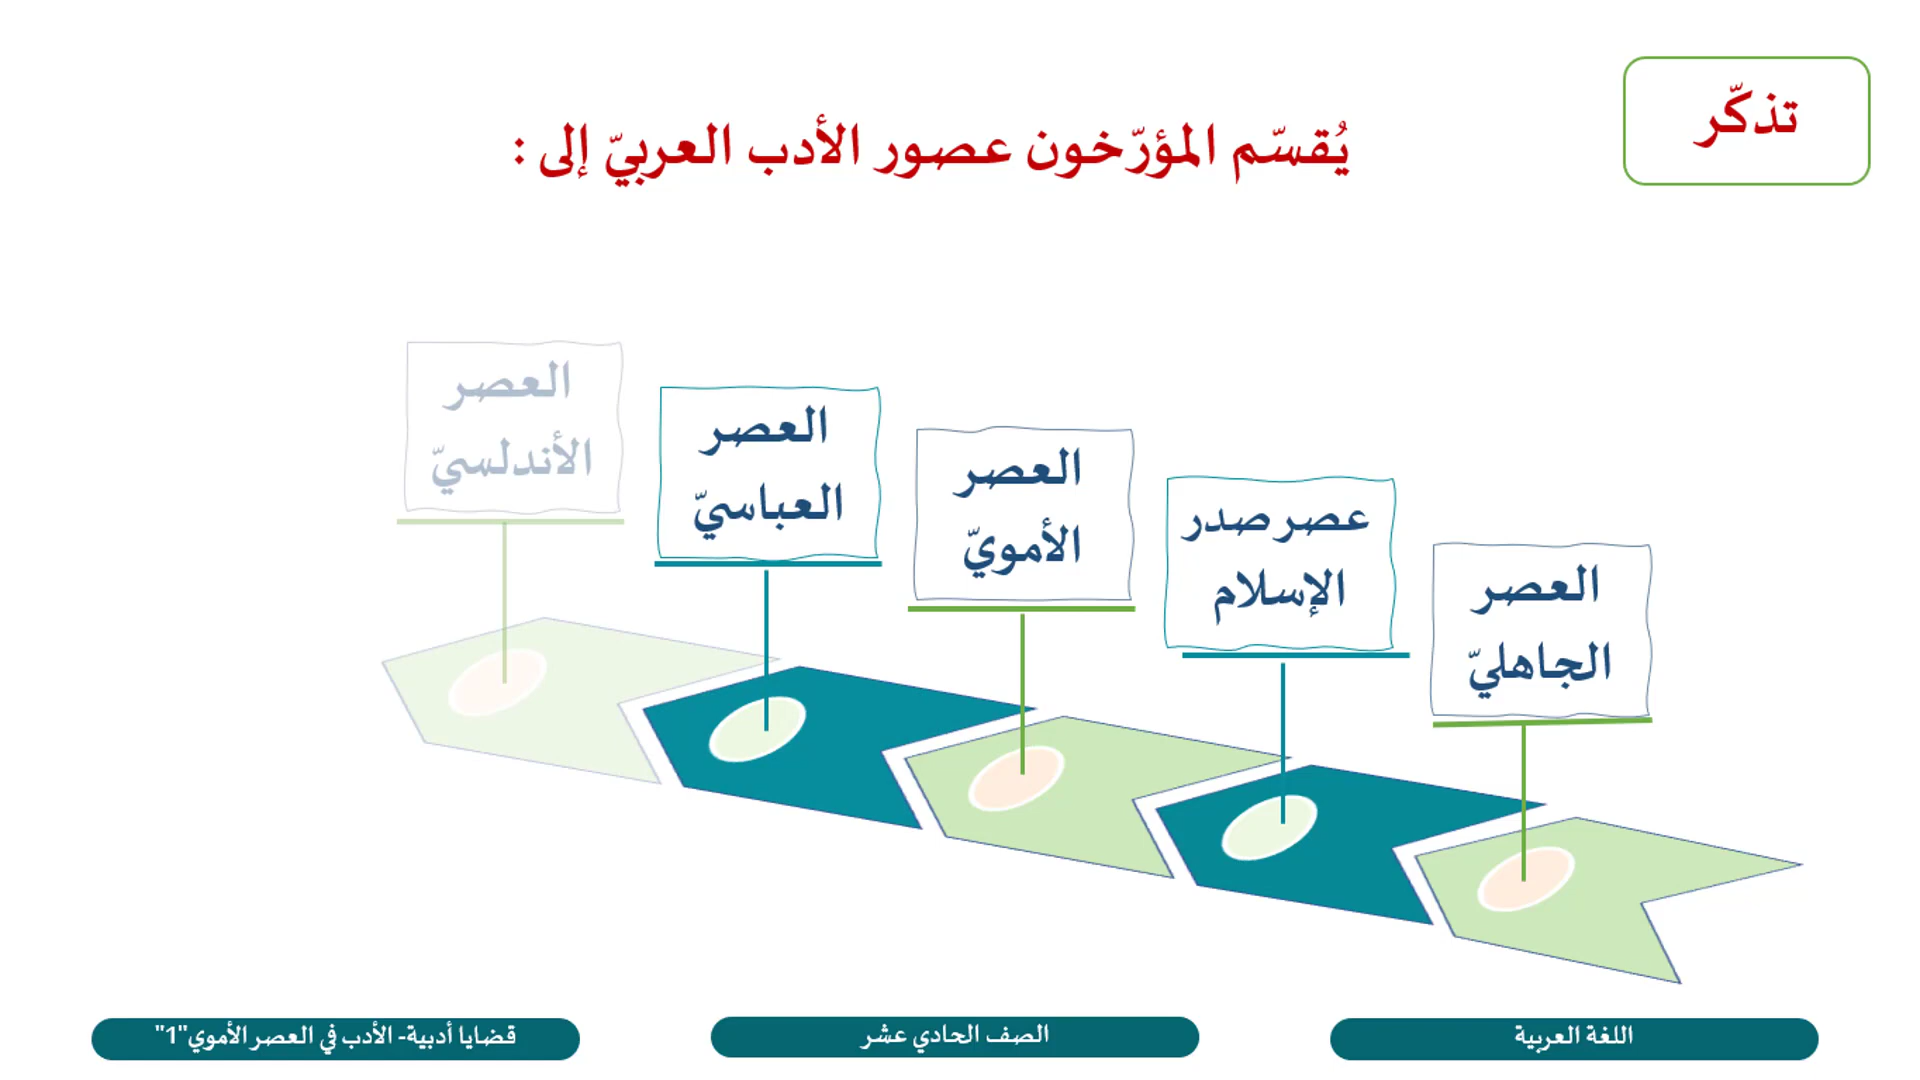 تذكّر
يُقسّم المؤرّخون عصور الأدب العربيّ إلى :
العصر
الجاهليّ
عصر صدر
الإسلام
العصر
الأمويّ
العصر
العباسيّ
العصر
الأندلسيّ
اللغة العربية
الصف الحادي عشر
قضايا أدبية- الأدب في العصر الأموي"1"